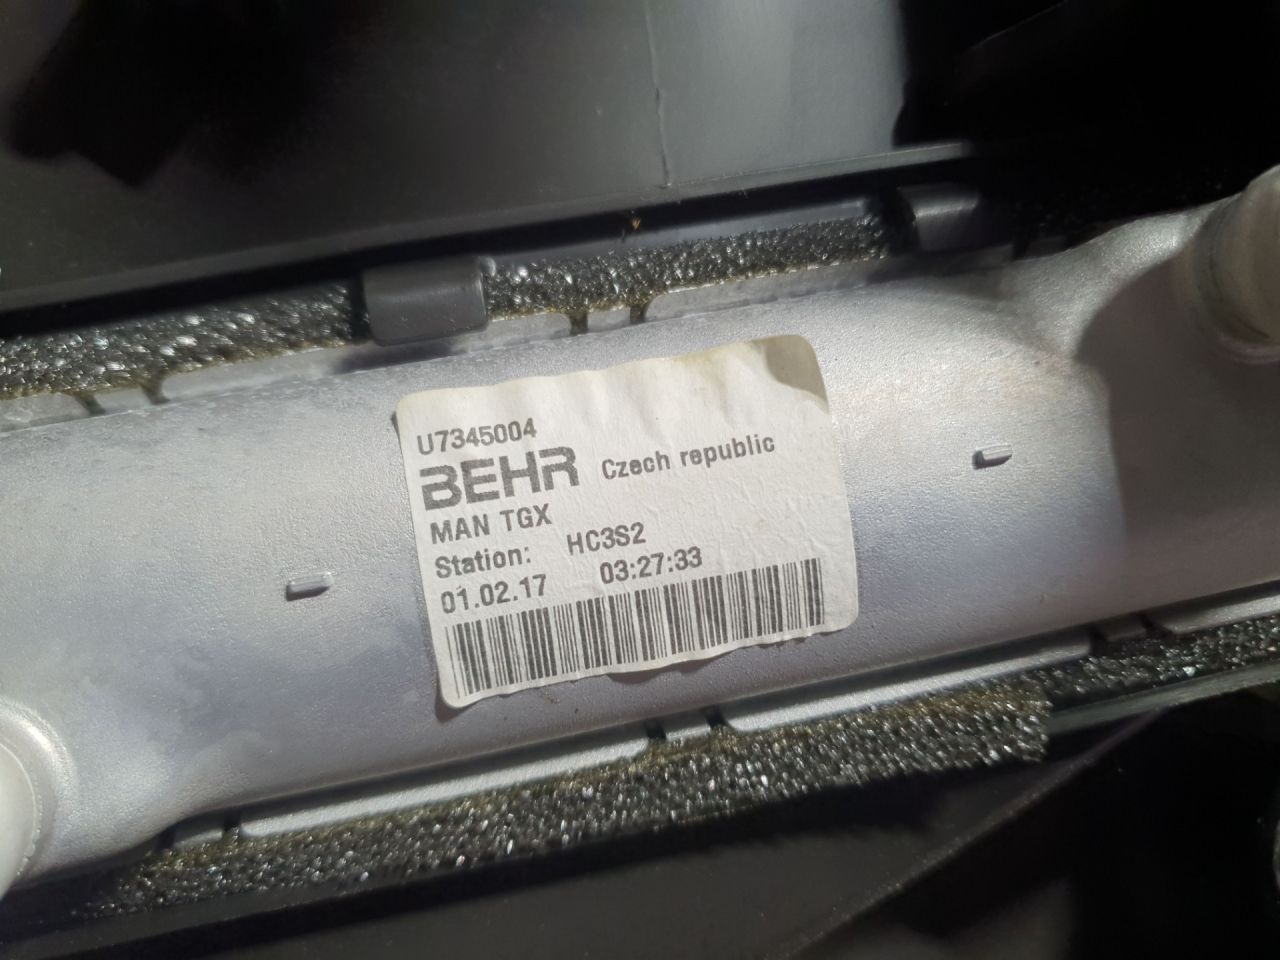 U7345004
BEHR Czech republic
MAN TGX
Station: HC3S2
01.02.17 03:27:33